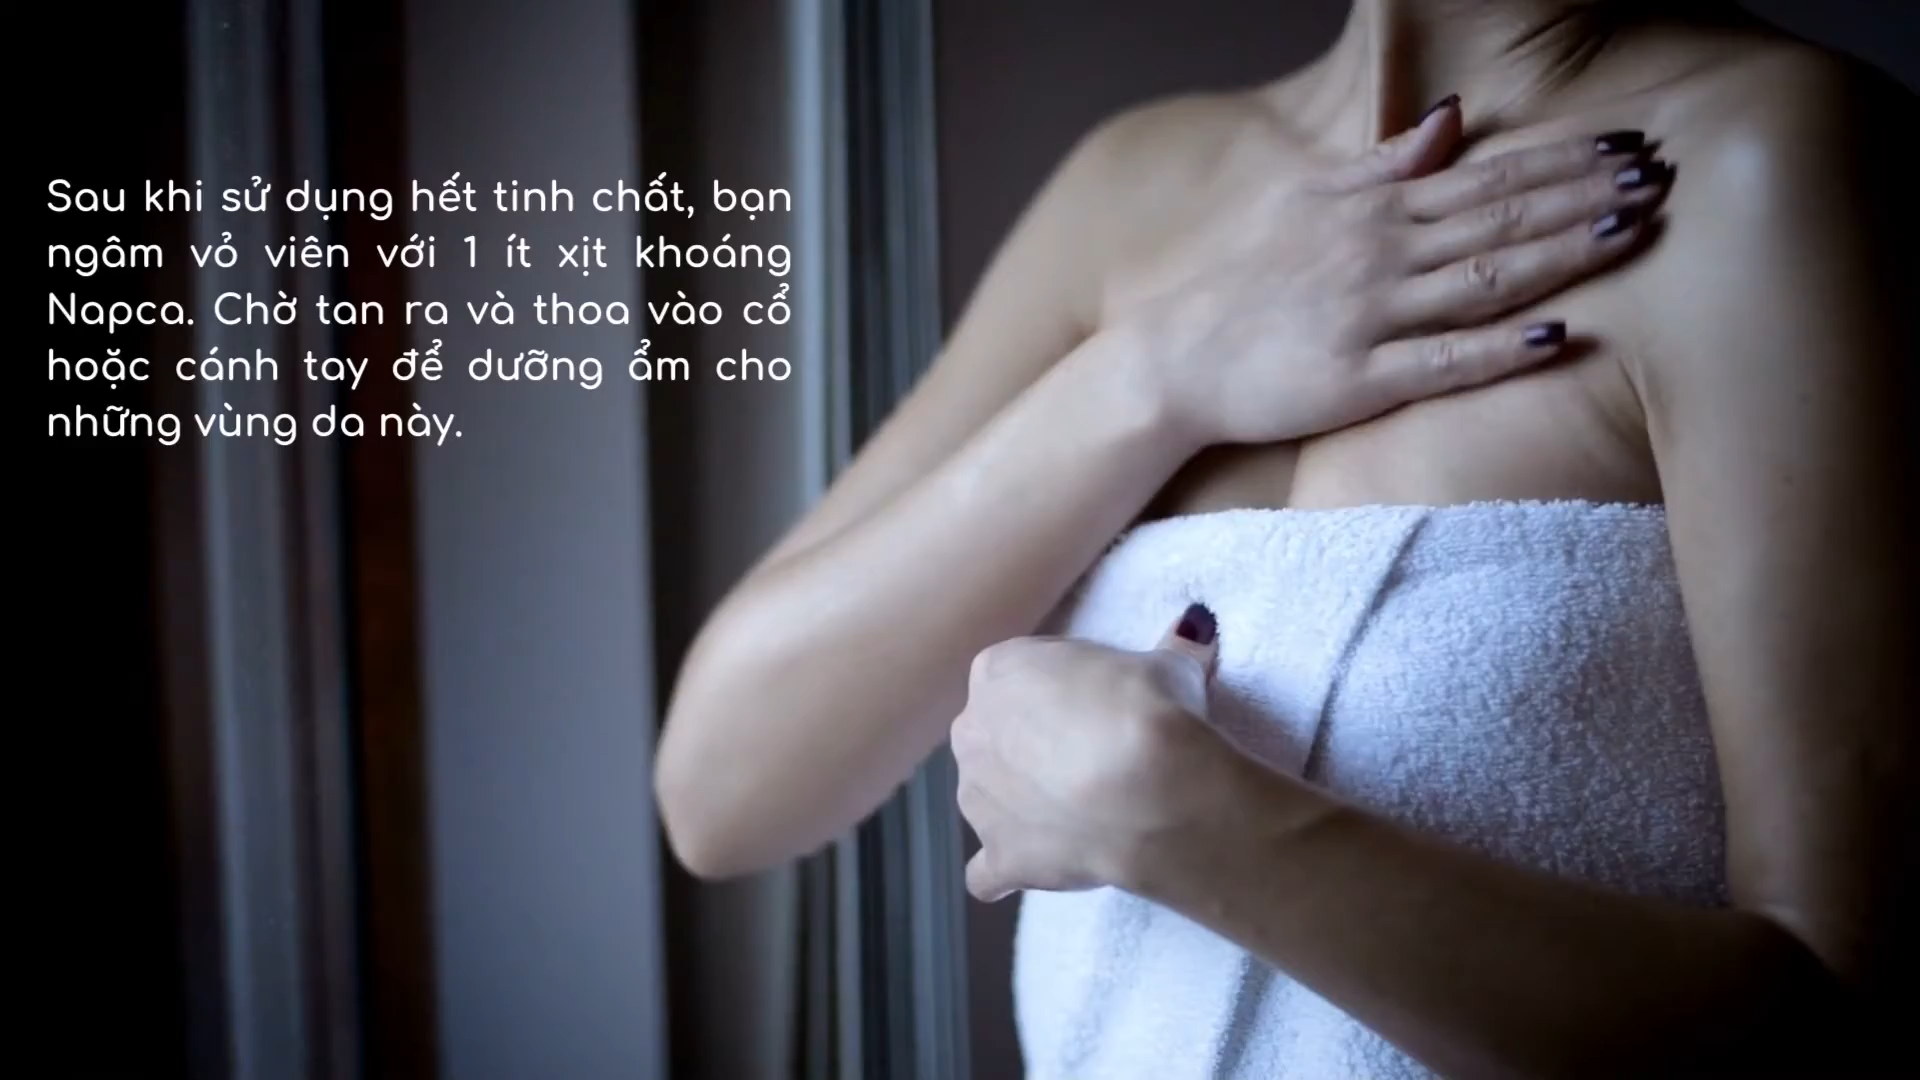 Sau khi sử dụng hết tinh chất, bạn
ngâm vỏ viên với 1 ít xịt khoáng
Napca. Chờ tan ra và thoa vào cổ
hoặc cánh tay để dưỡng ẩm cho
những vùng da này.